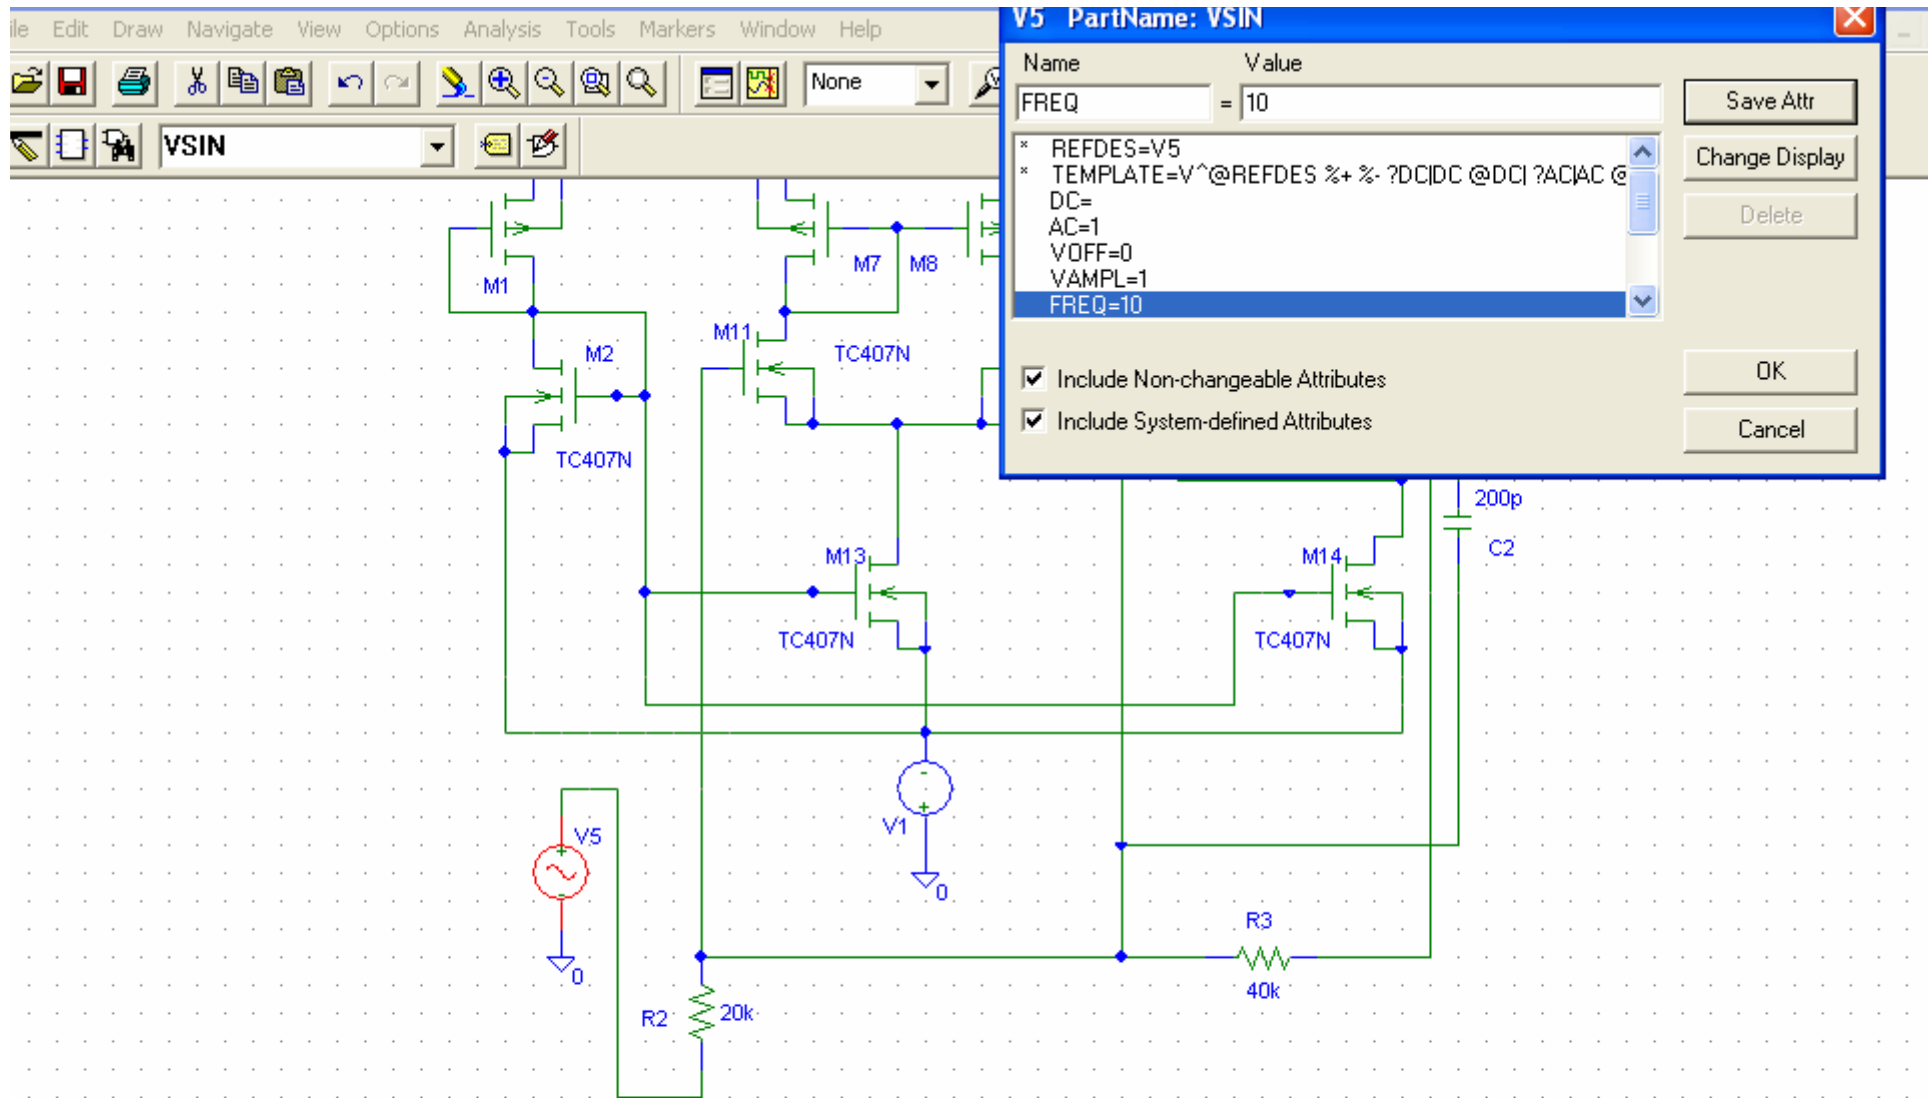 V5 PartName: VSIN
Edit Draw Navigate View Options Analysis Tools Markers Window Help
None
VSIN
Name Value
FREQ = 10
Save Attr
* REFDES=V5
* TEMPLATE=V^@REFDES %+ %- ?DC|DC @DC| ?AC|AC @
DC=
AC=1
VOFF=0
VAMPL=1
FREQ=10
Change Display
Delete
Include Non-changeable Attributes
Include System-defined Attributes
OK
Cancel
M1
M7
M8
M2
TC407N
M11
TC407N
200p
C2
M13
TC407N
M14
TC407N
V5
0
V1
0
R3
40k
R2
20k